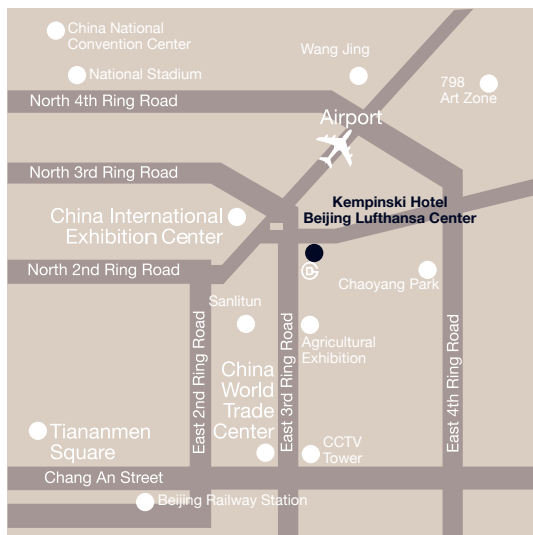 China National
Convention Center
Wang Jing
National Stadium
798
Art Zone
North 4th Ring Road
Airport
North 3rd Ring Road
Kempinski Hotel
Beijing Lufthansa Center
China International
Exhibition Center
North 2nd Ring Road
Chaoyang Park
Sanlitun
Agricultural
Exhibition
East 2nd Ring Road
East 3rd Ring Road
East 4th Ring Road
China
World
Trade
Center
Tiananmen
Square
CCTV
Tower
Chang An Street
Beijing Railway Station